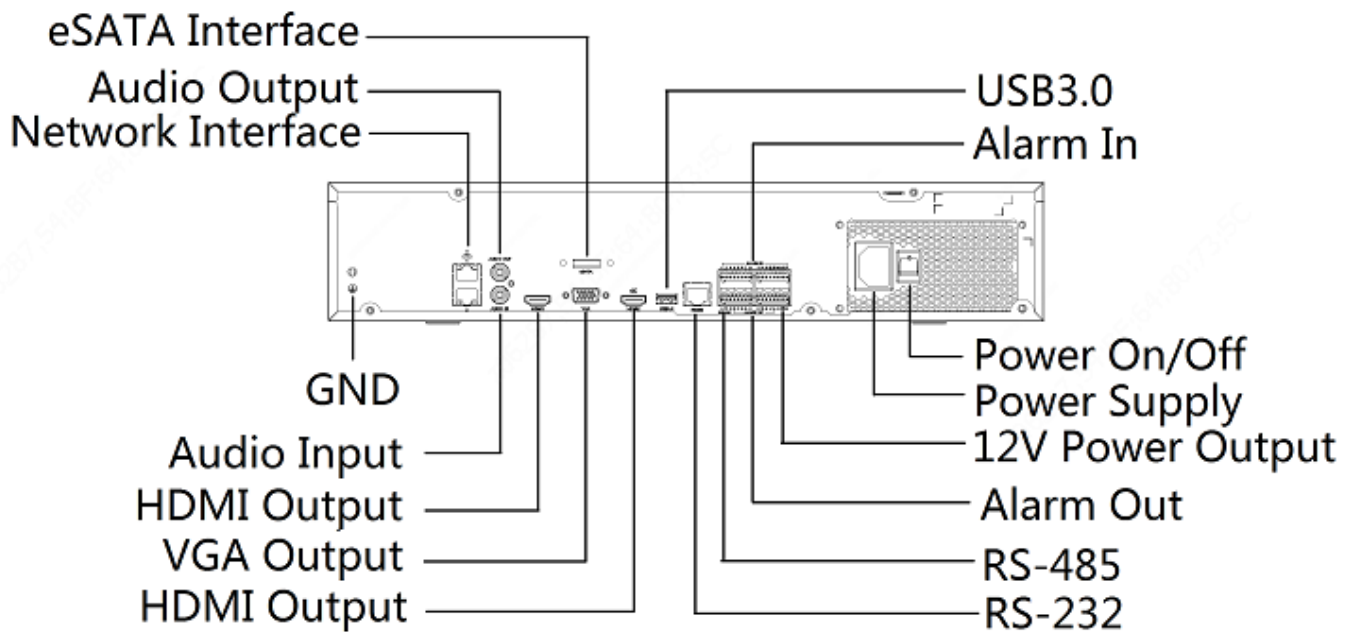 eSATA Interface
Audio Output
Network Interface
USB3.0
Alarm In
GND
Audio Input
HDMI Output
VGA Output
HDMI Output
Power On/Off
Power Supply
12V Power Output
Alarm Out
RS-485
RS-232